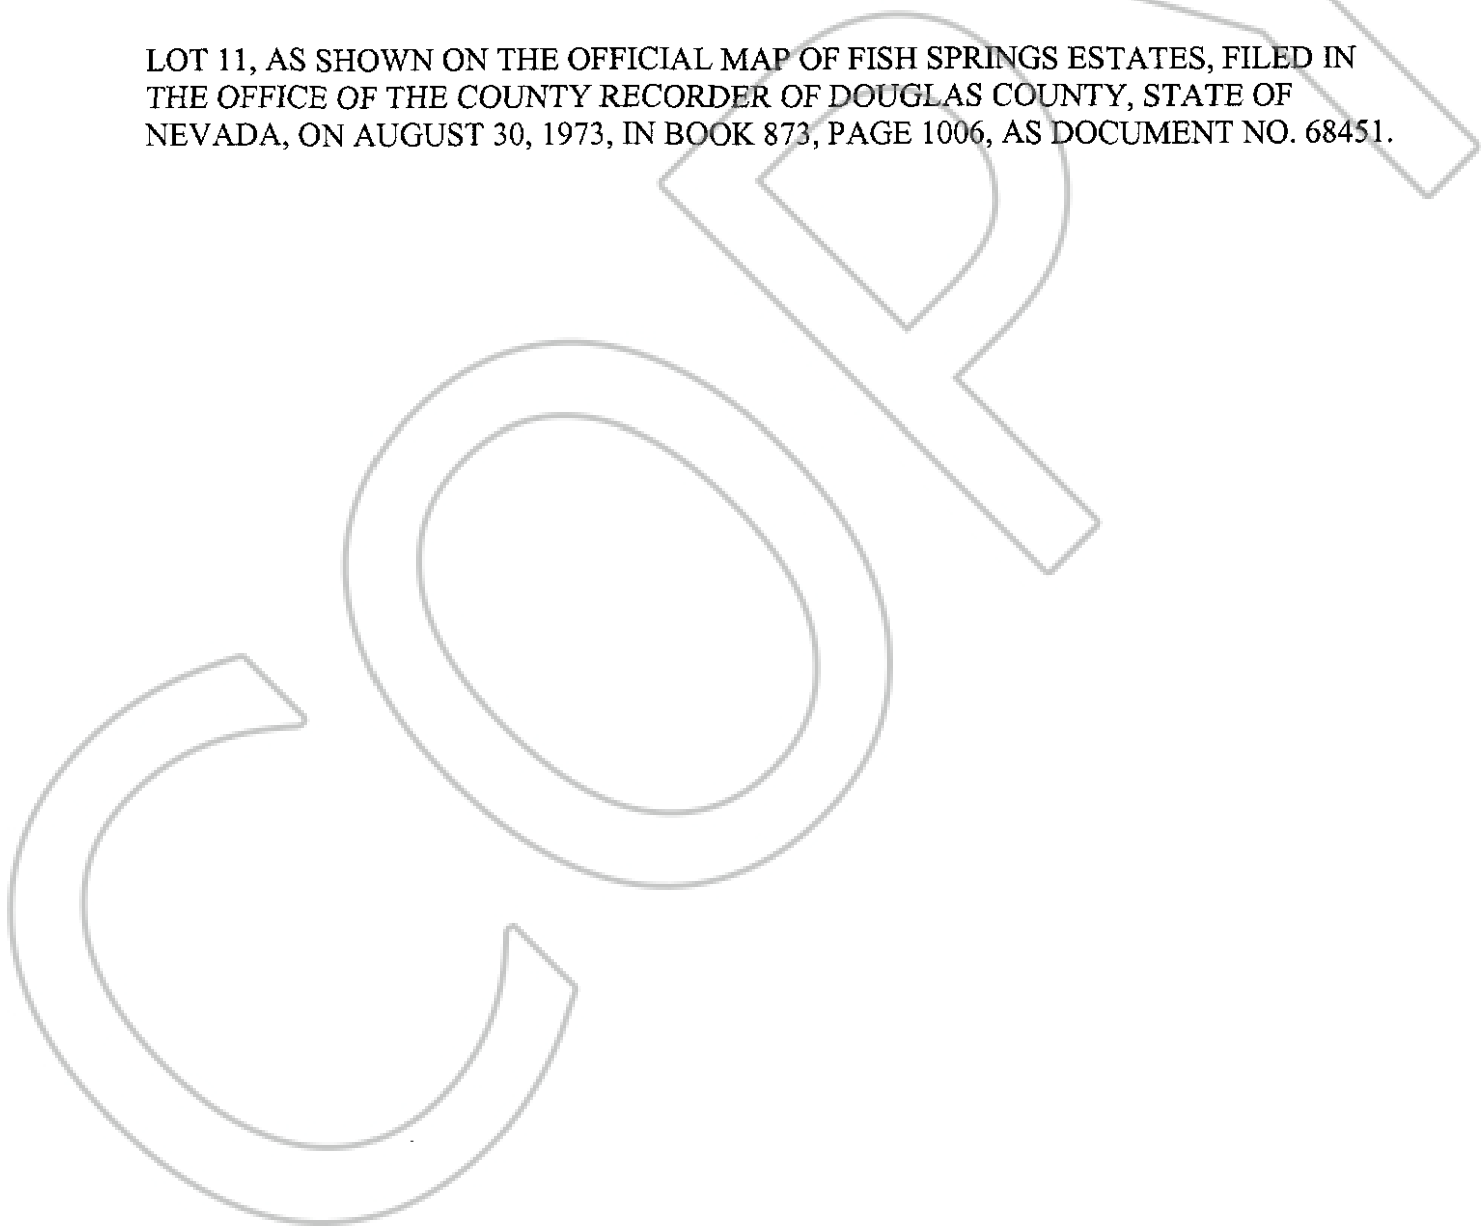 LOT 11, AS SHOWN ON THE OFFICIAL MAP OF FISH SPRINGS ESTATES, FILED IN
THE OFFICE OF THE COUNTY RECORDER OF DOUGLAS COUNTY, STATE OF
NEVADA, ON AUGUST 30, 1973, IN BOOK 873, PAGE 1006, AS DOCUMENT NO. 68451.
COPY